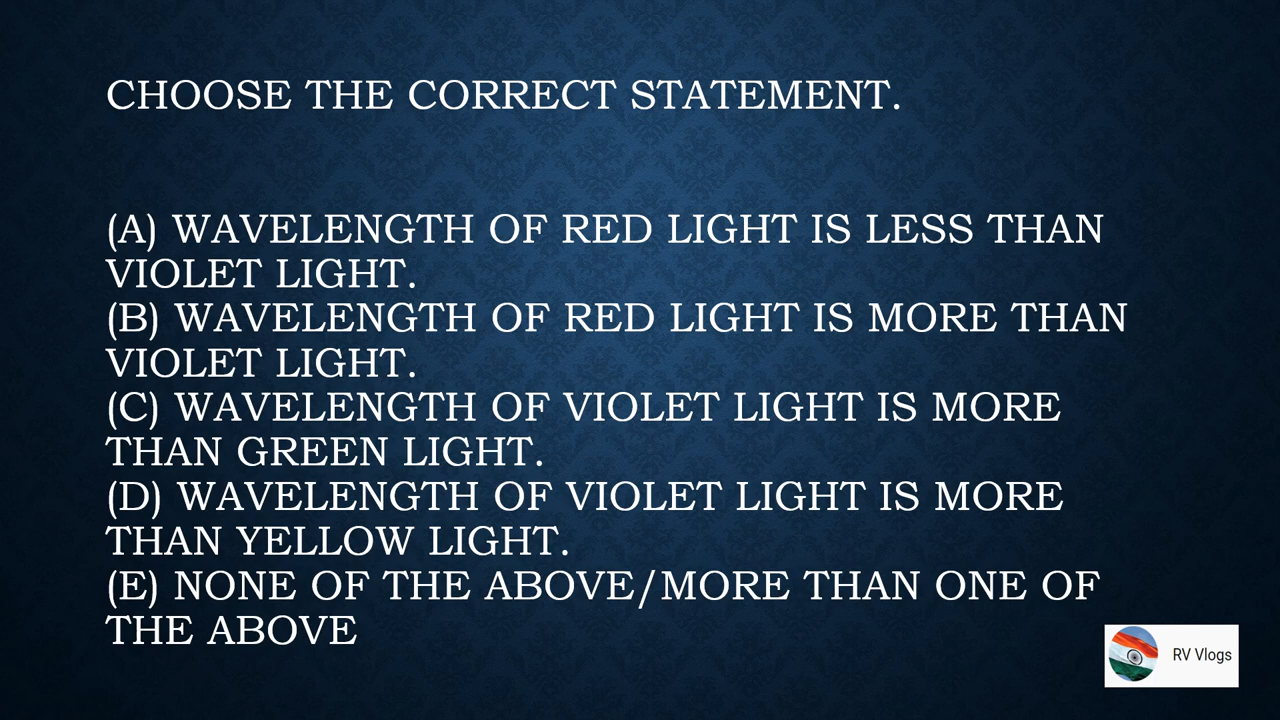 CHOOSE THE CORRECT STATEMENT.
(A) WAVELENGTH OF RED LIGHT IS LESS THAN
VIOLET LIGHT.
(B) WAVELENGTH OF RED LIGHT IS MORE THAN
VIOLET LIGHT.
(C) WAVELENGTH OF VIOLET LIGHT IS MORE
THAN GREEN LIGHT.
(D) WAVELENGTH OF VIOLET LIGHT IS MORE
THAN YELLOW LIGHT.
(E) NONE OF THE ABOVE/MORE THAN ONE OF
THE ABOVE
RV Vlogs